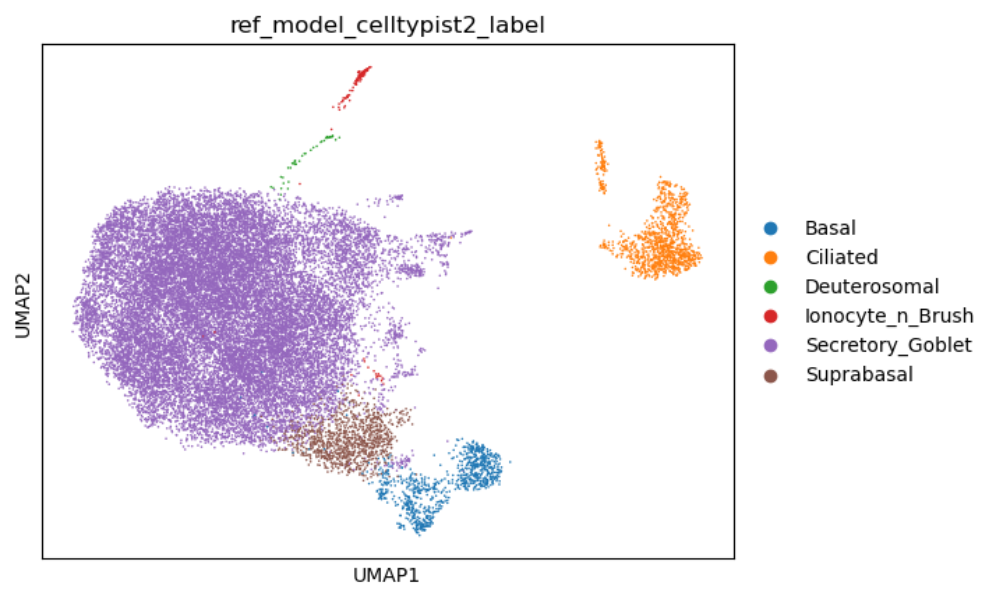 ref_model_celltypist2_label
UMAP2
UMAP1
Basal
Ciliated
Deuterosomal
Ionocyte_n_Brush
Secretory_Goblet
Suprabasal